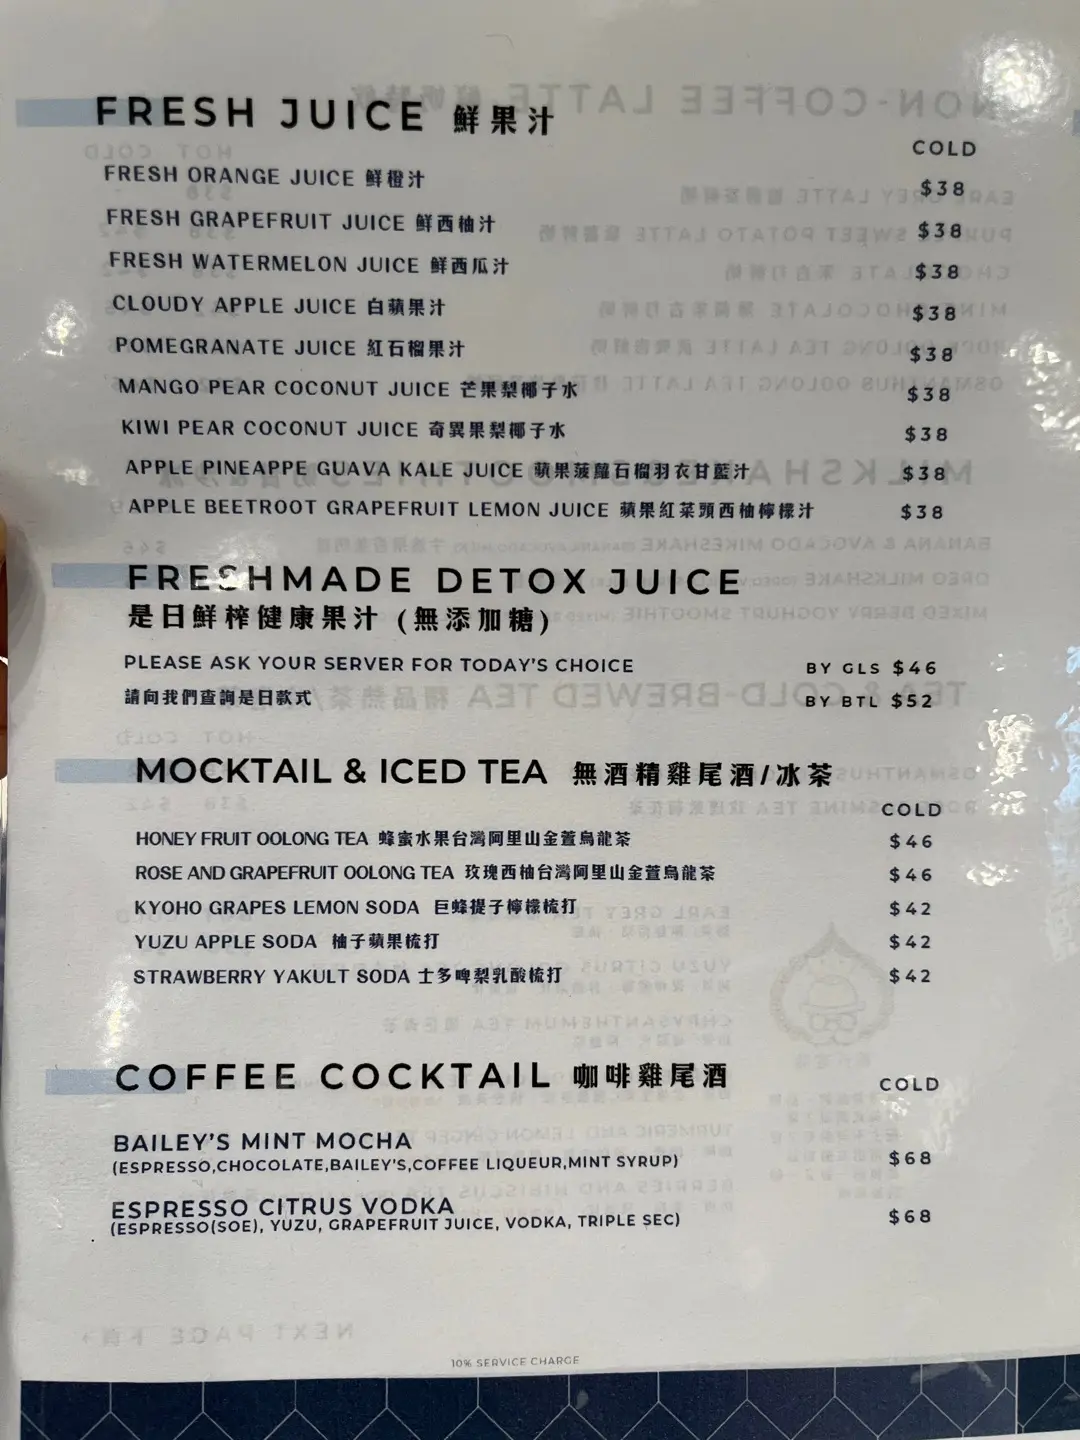 FRESH JUICE 鮮果汁
COLD
FRESH ORANGE JUICE 鮮橙汁 $38
FRESH GRAPEFRUIT JUICE 鮮西柚汁 $38
FRESH WATERMELON JUICE 鮮西瓜汁 $38
CLOUDY APPLE JUICE 白蘋果汁 $38
POMEGRANATE JUICE 紅石榴果汁 $38
MANGO PEAR COCONUT JUICE 芒果梨椰子水 $38
KIWI PEAR COCONUT JUICE 奇異果梨椰子水 $38
APPLE PINEAPPE GUAVA KALE JUICE 蘋果菠蘿石榴羽衣甘藍汁 $38
APPLE BEETROOT GRAPEFRUIT LEMON JUICE 蘋果紅菜頭西柚檸檬汁 $38
FRESHMADE DETOX JUICE
是日鮮榨健康果汁 (無添加糖)
PLEASE ASK YOUR SERVER FOR TODAY'S CHOICE BY GLS $46
請向我們查詢是日款式 BY BTL $52
MOCKTAIL & ICED TEA 無酒精雞尾酒/冰茶
COLD
HONEY FRUIT OOLONG TEA 蜂蜜水果台灣阿里山金萱烏龍茶 $46
ROSE AND GRAPEFRUIT OOLONG TEA 玫瑰西柚台灣阿里山金萱烏龍茶 $46
KYOHO GRAPES LEMON SODA 巨蜂提子檸檬梳打 $42
YUZU APPLE SODA 柚子蘋果梳打 $42
STRAWBERRY YAKULT SODA 士多啤梨乳酸梳打 $42
COFFEE COCKTAIL 咖啡雞尾酒 COLD
BAILEY'S MINT MOCHA
(ESPRESSO,CHOCOLATE,BAILEY'S,COFFEE LIQUEUR,MINT SYRUP) $68
ESPRESSO CITRUS VODKA
(ESPRESSO(SOE), YUZU, GRAPEFRUIT JUICE, VODKA, TRIPLE SEC) $68
10% SERVICE CHARGE